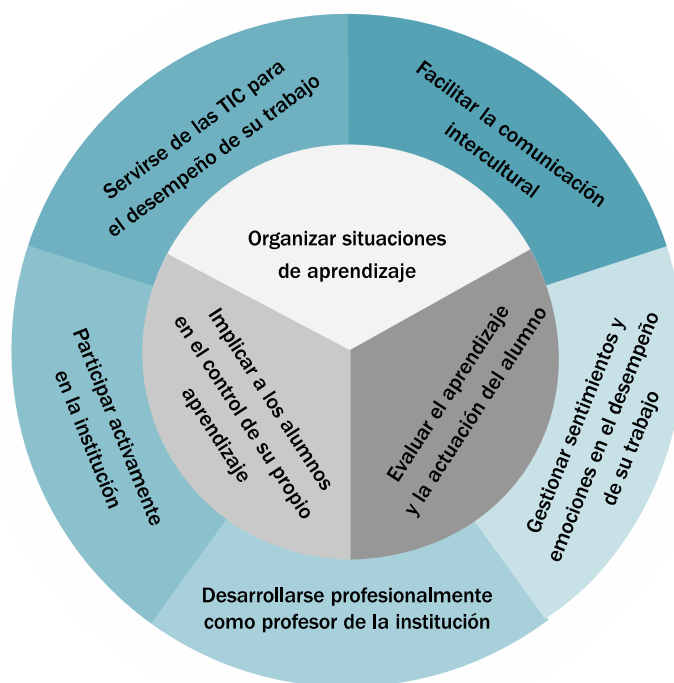 Servirse de las TIC para
el desempeño de su trabajo
Facilitar la comunicación
intercultural
Organizar situaciones
de aprendizaje
Implicar a los alumnos
en el control de su propio
aprendizaje
Evaluar el aprendizaje
y la actuación del alumno
Participar activamente
en la institución
Gestionar sentimientos y
emociones en el desempeño
de su trabajo
Desarrollarse profesionalmente
como profesor de la institución